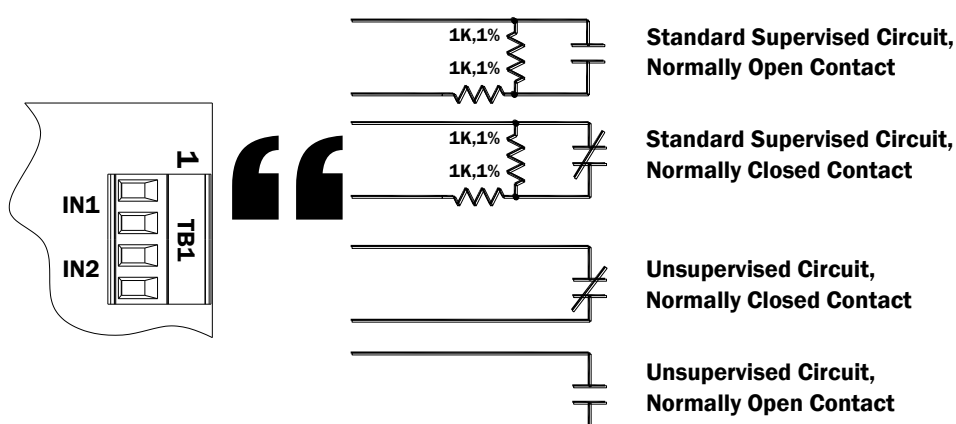 1K,1%
1K,1%
Standard Supervised Circuit,
Normally Open Contact
1K,1%
1K,1%
Standard Supervised Circuit,
Normally Closed Contact
1
IN1
IN2
TB1
“
Unsupervised Circuit,
Normally Closed Contact
Unsupervised Circuit,
Normally Open Contact